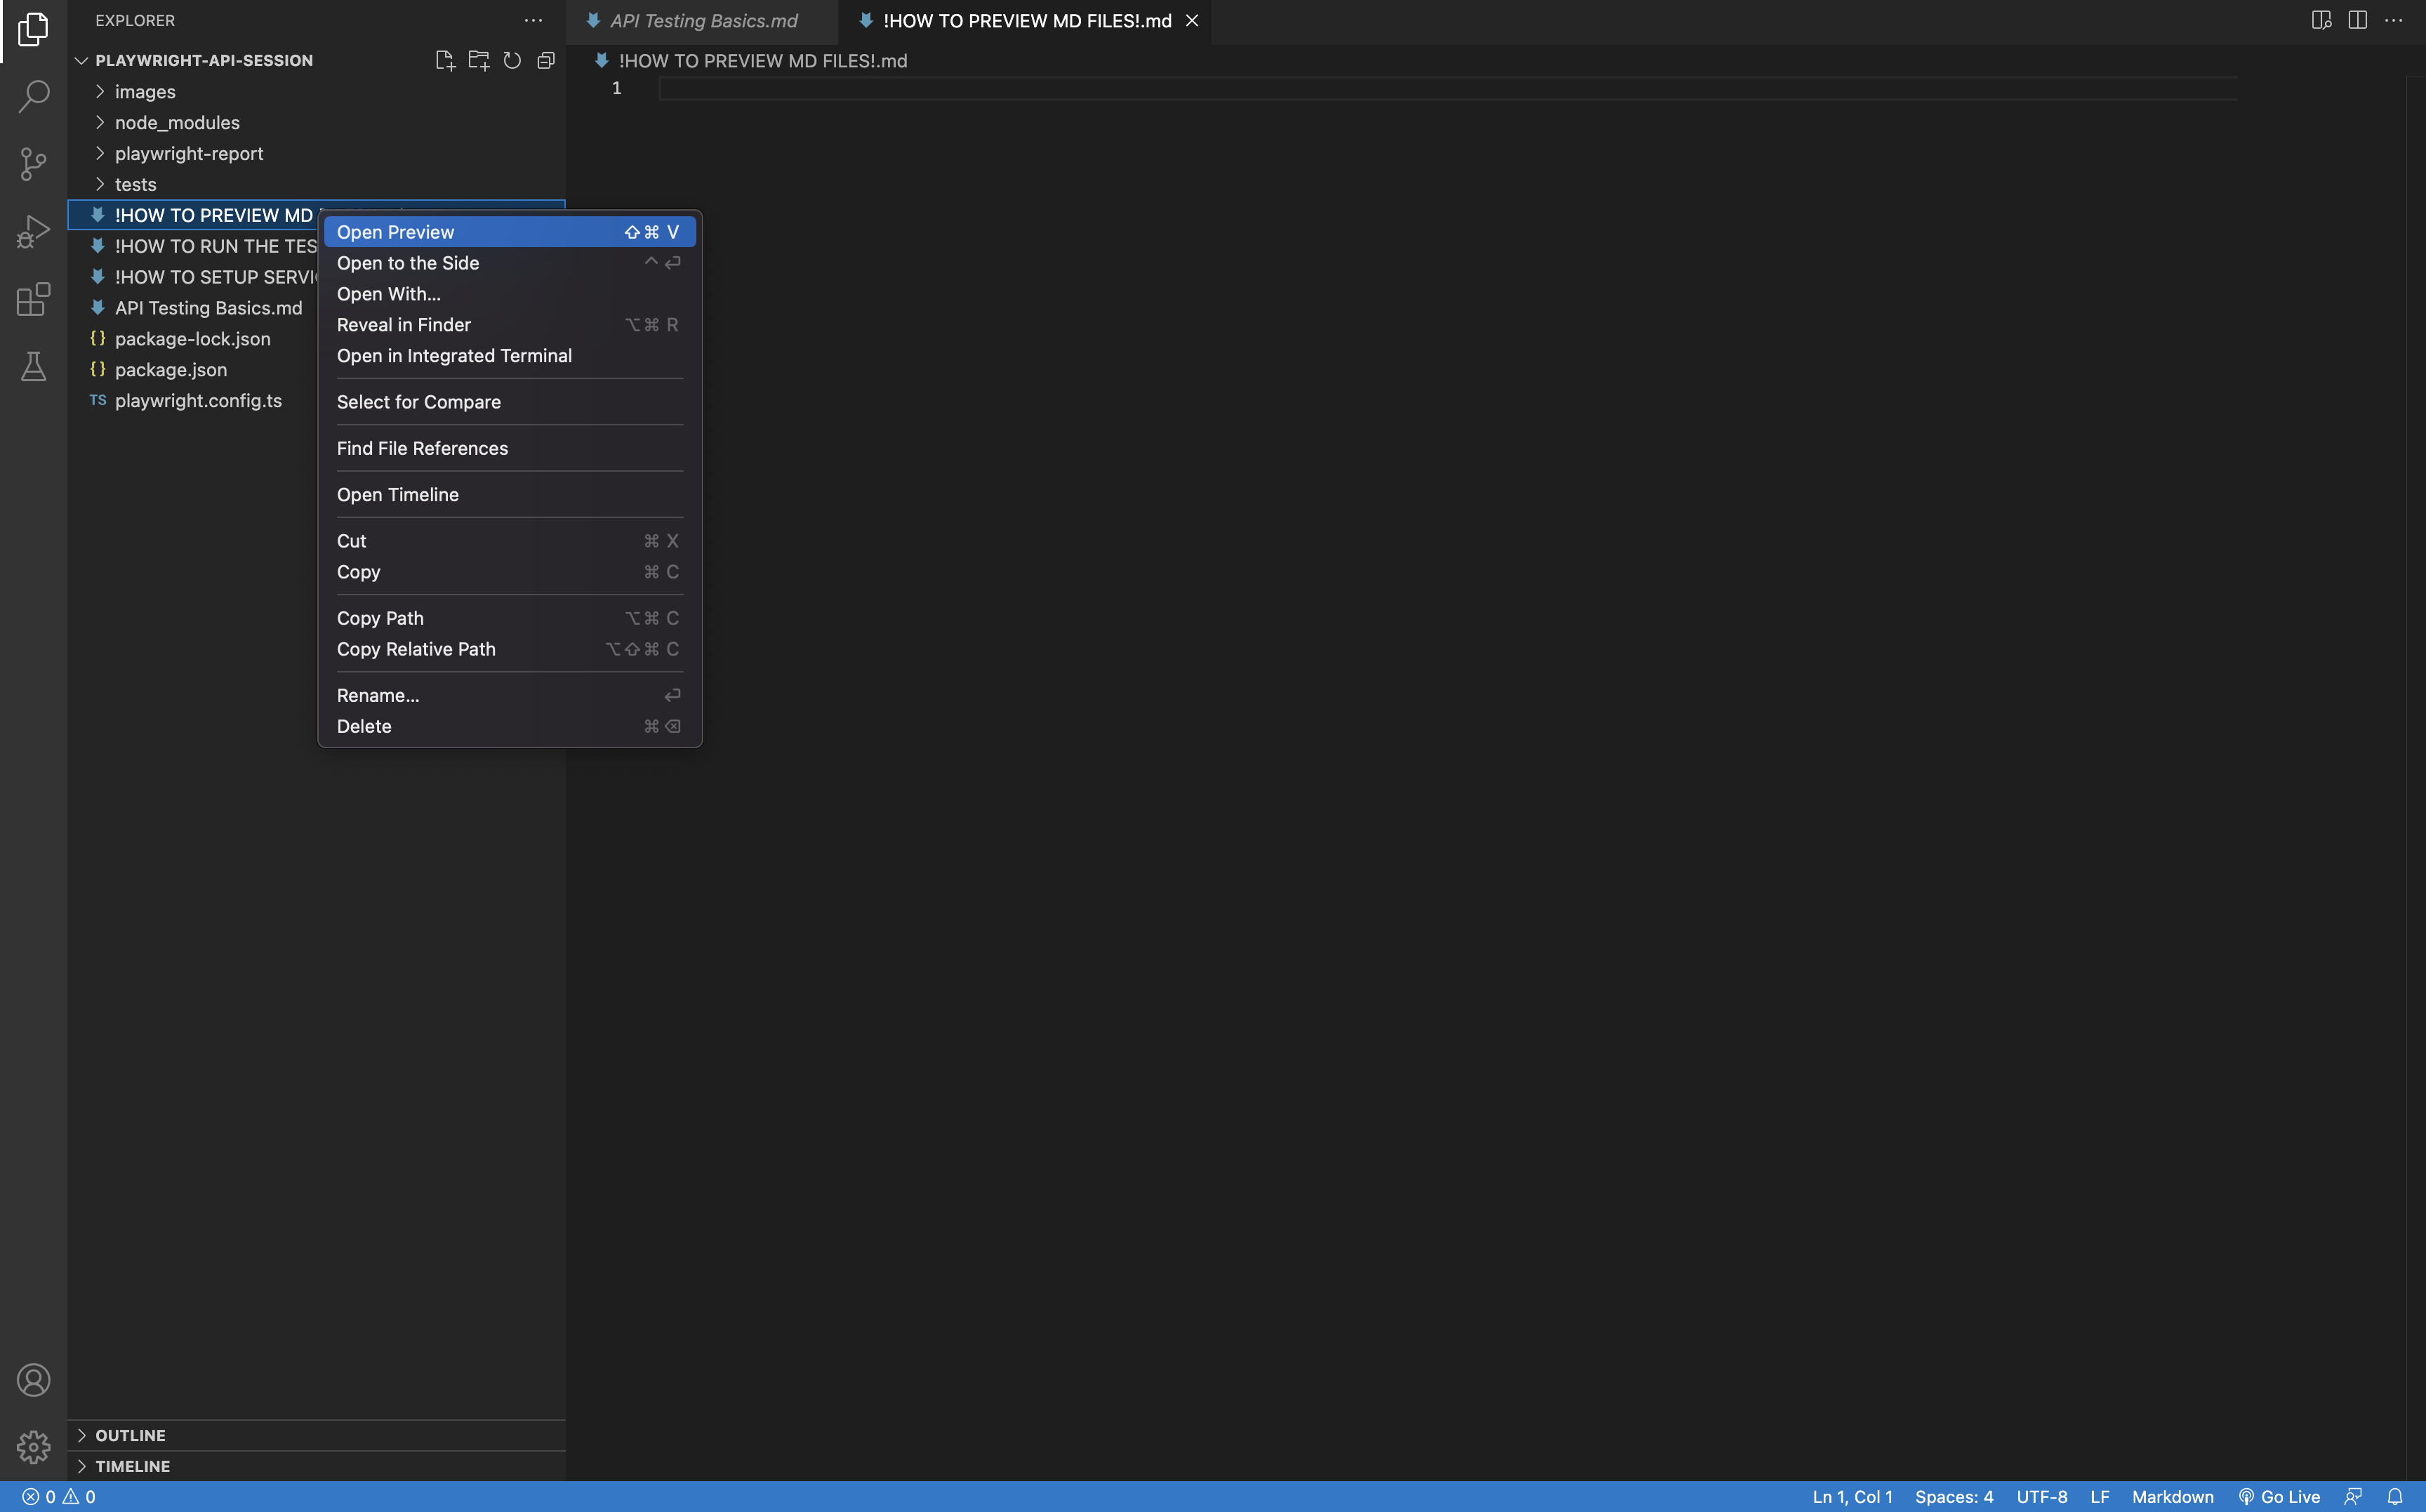 EXPLORER
PLAYWRIGHT-API-SESSION
images
node_modules
playwright-report
tests
!HOW TO PREVIEW MD
!HOW TO RUN THE TES
!HOW TO SETUP SERVI
API Testing Basics.md
{} package-lock.json
{} package.json
TS playwright.config.ts
Open Preview ⇧⌘ V
Open to the Side ^ ↩
Open With...
Reveal in Finder ⌥⌘ R
Open in Integrated Terminal
Select for Compare
Find File References
Open Timeline
Cut ⌘ X
Copy ⌘ C
Copy Path ⌥⌘ C
Copy Relative Path ⌥⇧⌘ C
Rename... ↩
Delete ⌘⌫
OUTLINE
TIMELINE
API Testing Basics.md
!HOW TO PREVIEW MD FILES!.md
!HOW TO PREVIEW MD FILES!.md
1
0 0
Ln 1, Col 1 Spaces: 4 UTF-8 LF Markdown Go Live